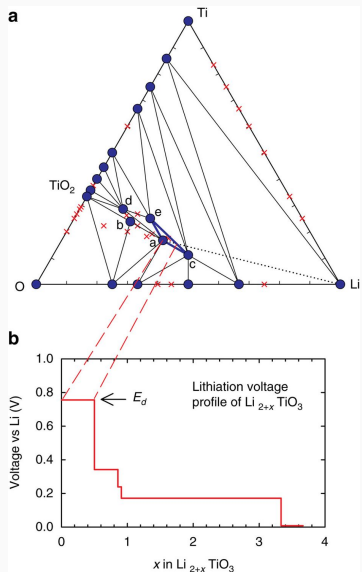 a
Ti
TiO2
d
e
b
a
c
O
Li
b
1.0
0.8
0.6
0.4
0.2
0.0
Voltage vs Li (V)
Ed
Lithiation voltage
profile of Li 2+x TiO3
0 1 2 3 4
x in Li 2+x TiO3